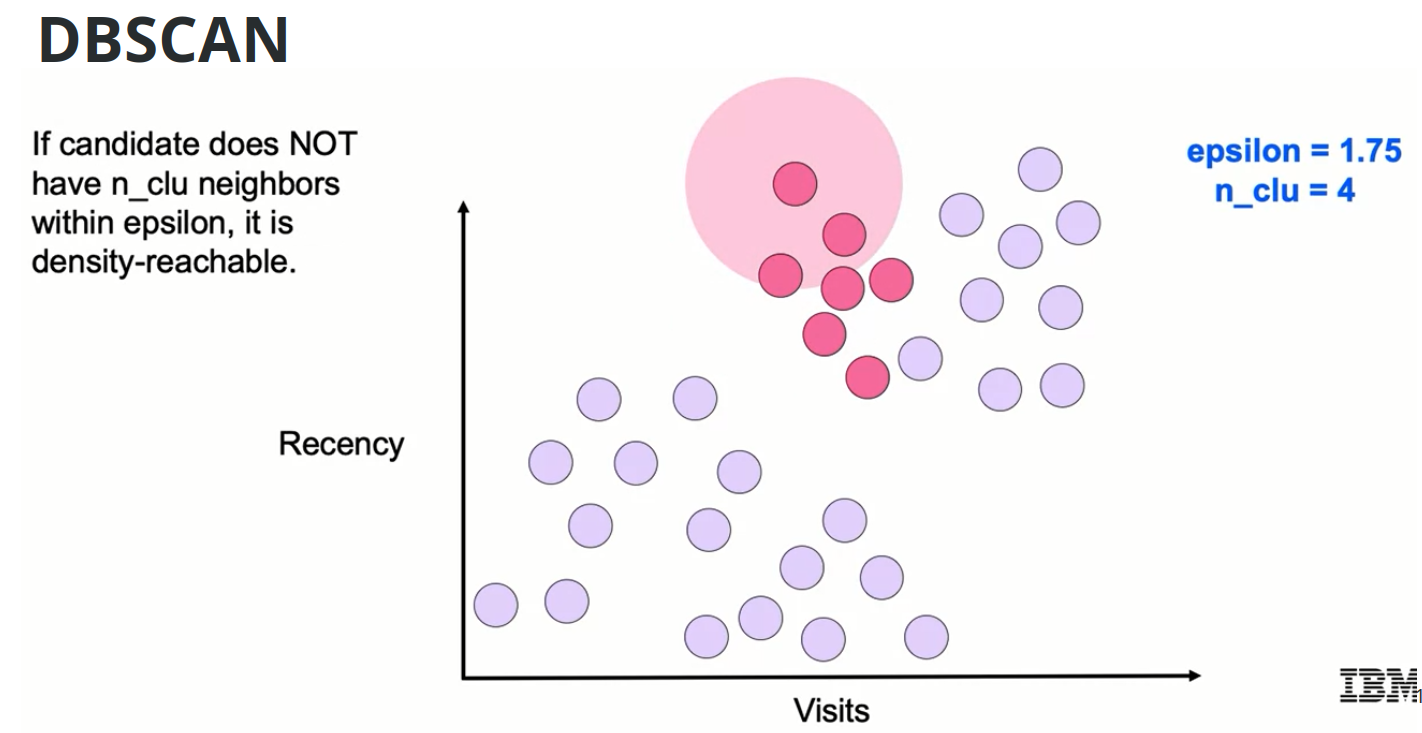 DBSCAN
If candidate does NOT
have n_clu neighbors
within epsilon, it is
density-reachable.
epsilon = 1.75
n_clu = 4
Recency
Visits
IBM